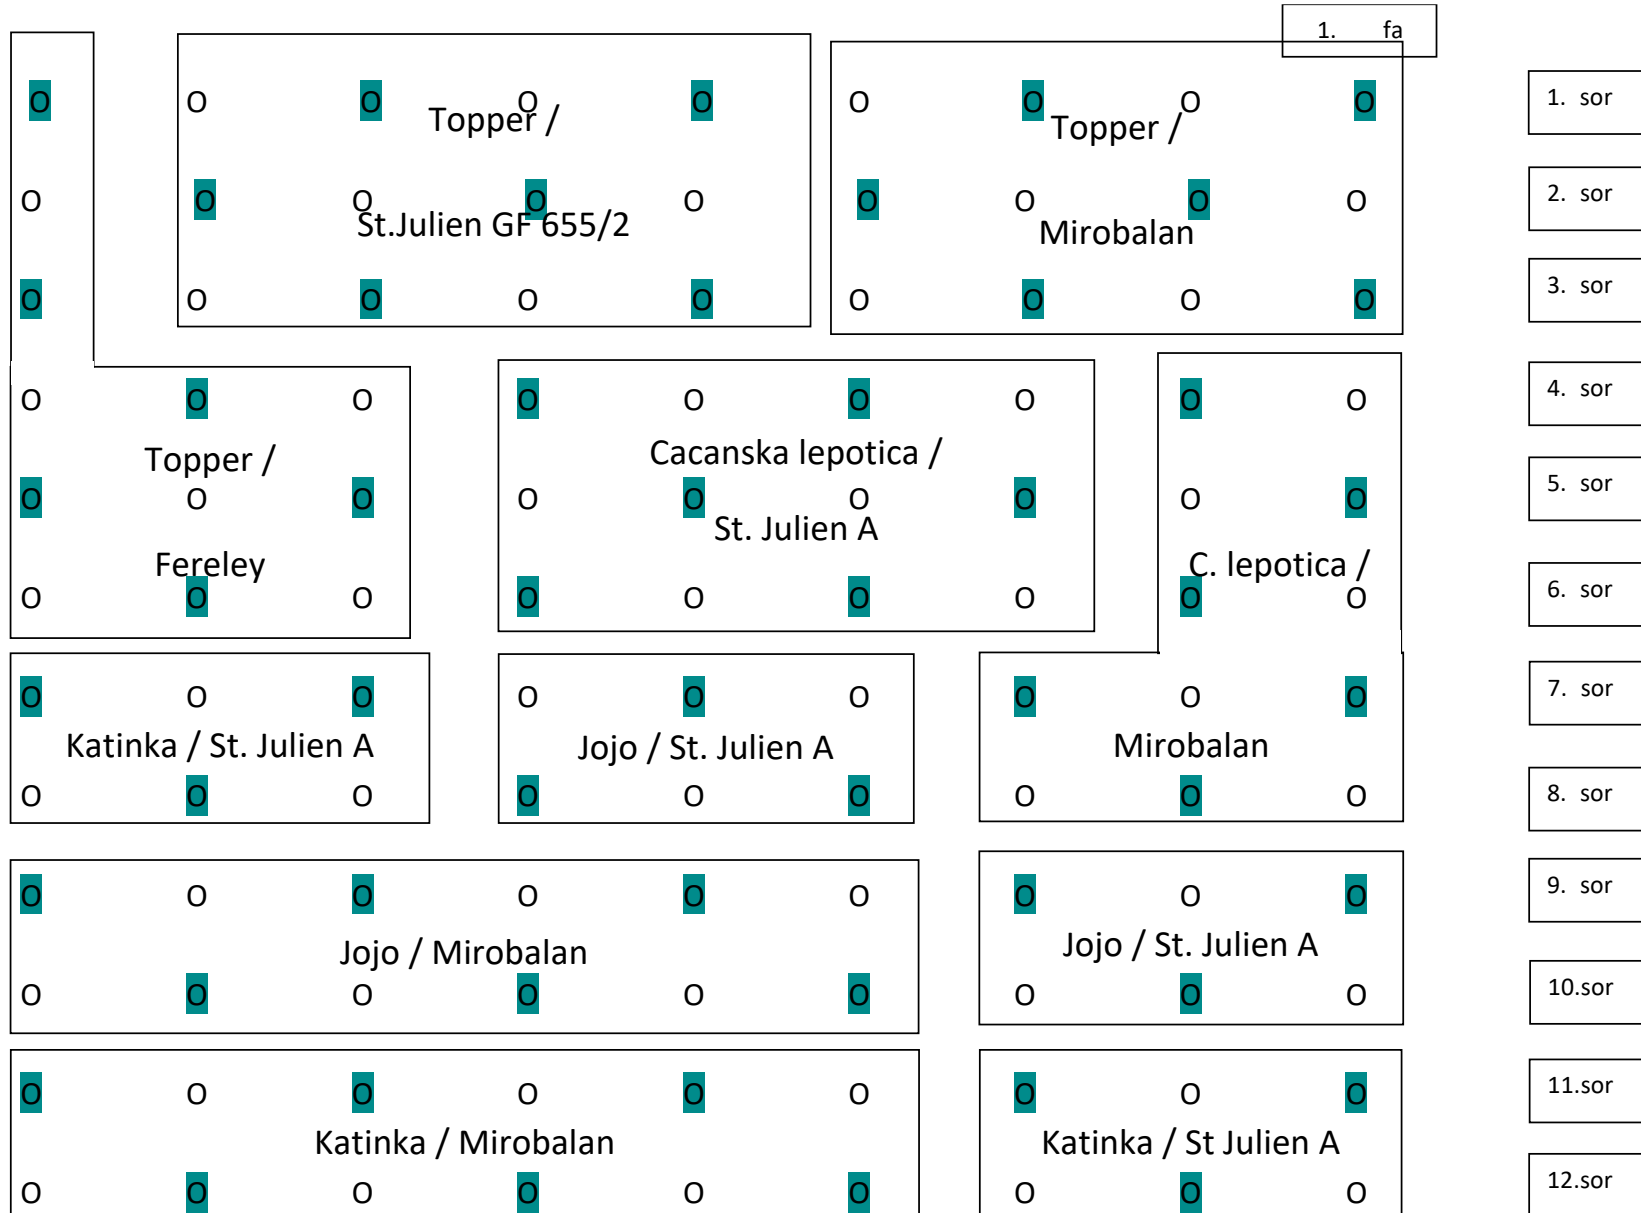 1. fa
O O O O O O O O O 1. sor
Topper / Topper /
O O O O O O O O O 2. sor
St.Julien GF 655/2 Mirobalan
O O O O O O O O O 3. sor
O O O O O O O O O 4. sor
Topper / Cacanska lepotica /
O O O O O O O O O 5. sor
St. Julien A
Fereley C. lepotica /
O O O O O O O O O 6. sor
O O O O O O O O O 7. sor
Katinka / St. Julien A Jojo / St. Julien A Mirobalan
O O O O O O O O O 8. sor
O O O O O O O O O 9. sor
Jojo / Mirobalan Jojo / St. Julien A
O O O O O O O O O 10.sor
O O O O O O O O O 11.sor
Katinka / Mirobalan Katinka / St Julien A
O O O O O O O O O 12.sor